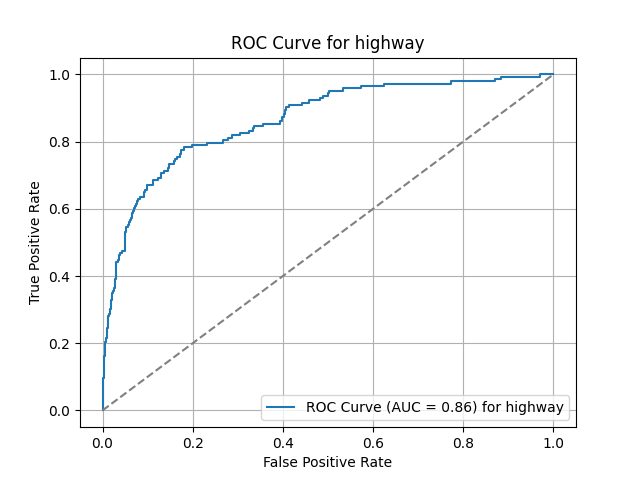 ROC Curve for highway
True Positive Rate
1.0
0.8
0.6
0.4
0.2
0.0
ROC Curve (AUC = 0.86) for highway
0.0 0.2 0.4 0.6 0.8 1.0
False Positive Rate